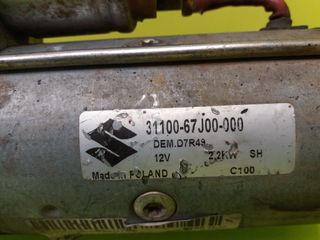 31100-67J00-000
DEM.D7R49
12V 2,2KW SH
Made in POLAND C100